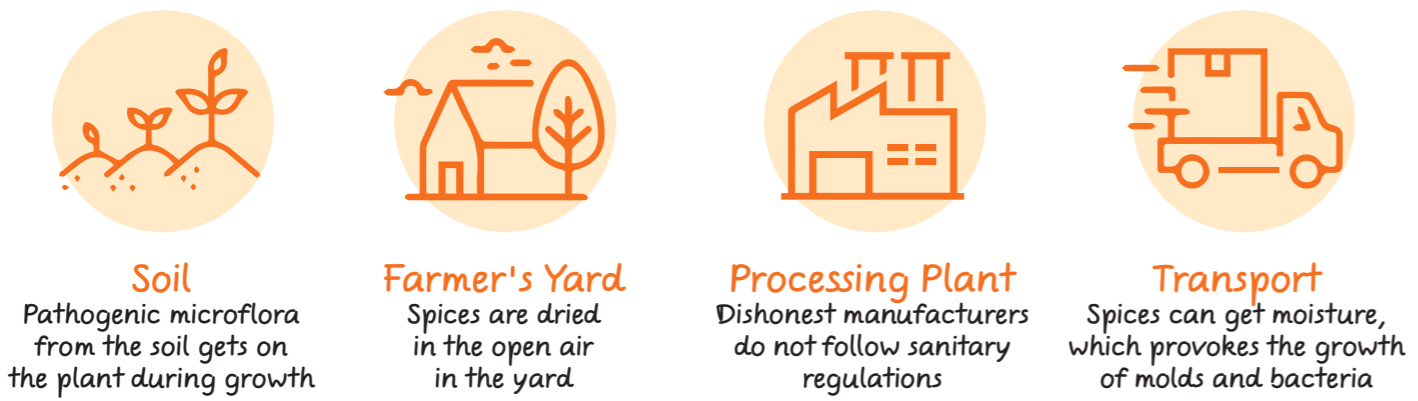 Soil
Pathogenic microflora
from the soil gets on
the plant during growth
Farmer's Yard
Spices are dried
in the open air
in the yard
Processing Plant
Dishonest manufacturers
do not follow sanitary
regulations
Transport
Spices can get moisture,
which provokes the growth
of molds and bacteria